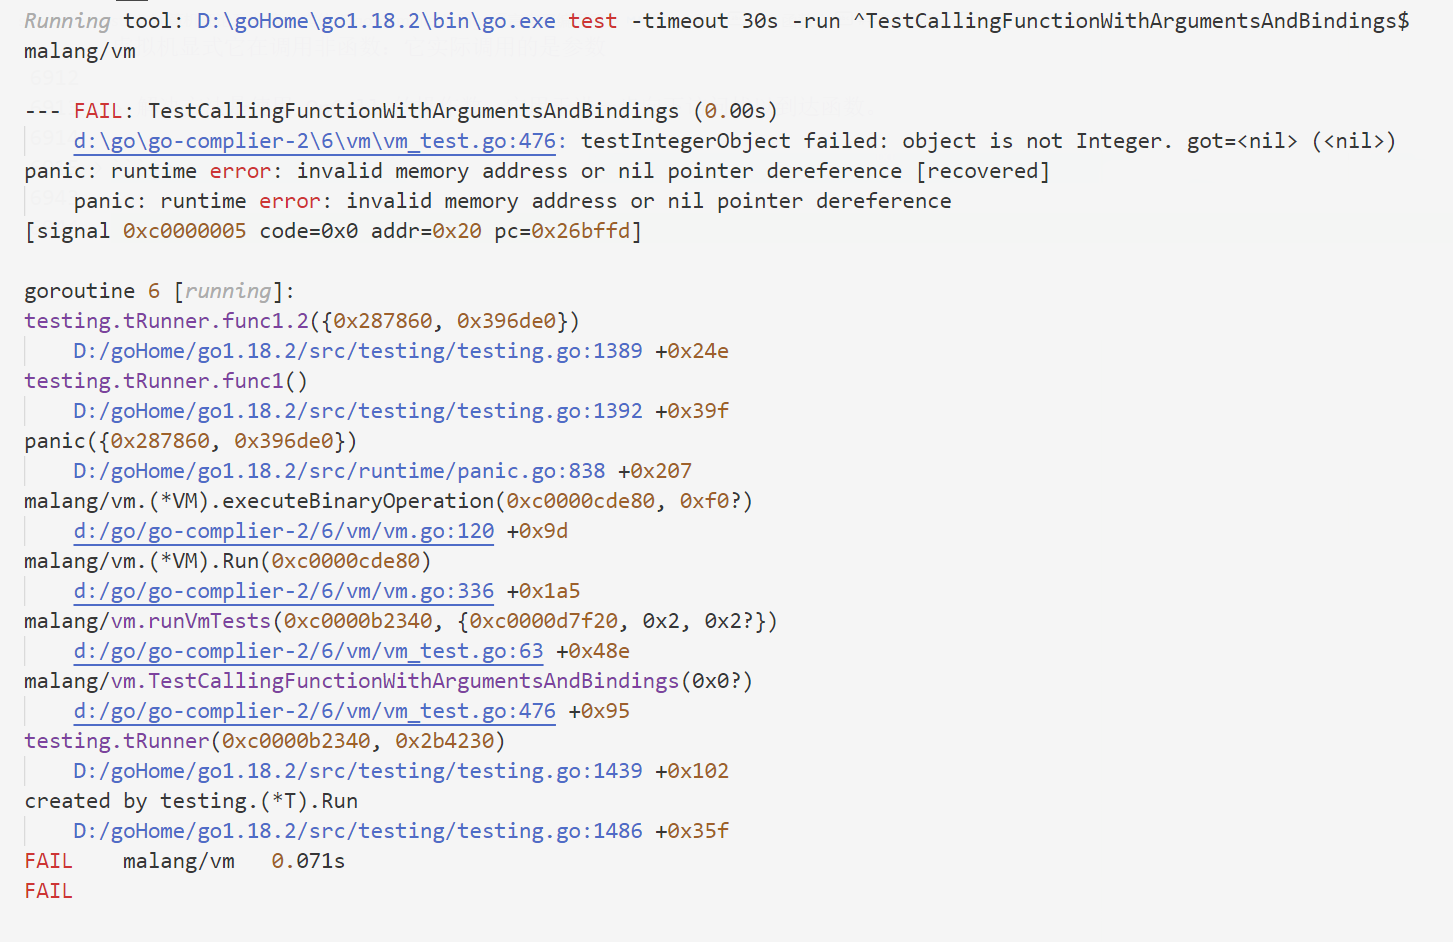 Running tool: D:\goHome\go1.18.2\bin\go.exe test -timeout 30s -run ^TestCallingFunctionWithArgumentsAndBindings$
malang/vm
--- FAIL: TestCallingFunctionWithArgumentsAndBindings (0.00s)
d:\go\go-complier-2\6\vm\vm_test.go:476: testIntegerObject failed: object is not Integer. got=<nil> (<nil>)
panic: runtime error: invalid memory address or nil pointer dereference [recovered]
panic: runtime error: invalid memory address or nil pointer dereference
[signal 0xc0000005 code=0x0 addr=0x20 pc=0x26bffd]
goroutine 6 [running]:
testing.tRunner.func1.2({0x287860, 0x396de0})
D:/goHome/go1.18.2/src/testing/testing.go:1389 +0x24e
testing.tRunner.func1()
D:/goHome/go1.18.2/src/testing/testing.go:1392 +0x39f
panic({0x287860, 0x396de0})
D:/goHome/go1.18.2/src/runtime/panic.go:838 +0x207
malang/vm.(*VM).executeBinaryOperation(0xc0000cde80, 0xf0?)
d:/go/go-complier-2/6/vm/vm.go:120 +0x9d
malang/vm.(*VM).Run(0xc0000cde80)
d:/go/go-complier-2/6/vm/vm.go:336 +0x1a5
malang/vm.runVmTests(0xc0000b2340, {0xc0000d7f20, 0x2, 0x2?})
d:/go/go-complier-2/6/vm/vm_test.go:63 +0x48e
malang/vm.TestCallingFunctionWithArgumentsAndBindings(0x0?)
d:/go/go-complier-2/6/vm/vm_test.go:476 +0x95
testing.tRunner(0xc0000b2340, 0x2b4230)
D:/goHome/go1.18.2/src/testing/testing.go:1439 +0x102
created by testing.(*T).Run
D:/goHome/go1.18.2/src/testing/testing.go:1486 +0x35f
FAIL malang/vm 0.071s
FAIL